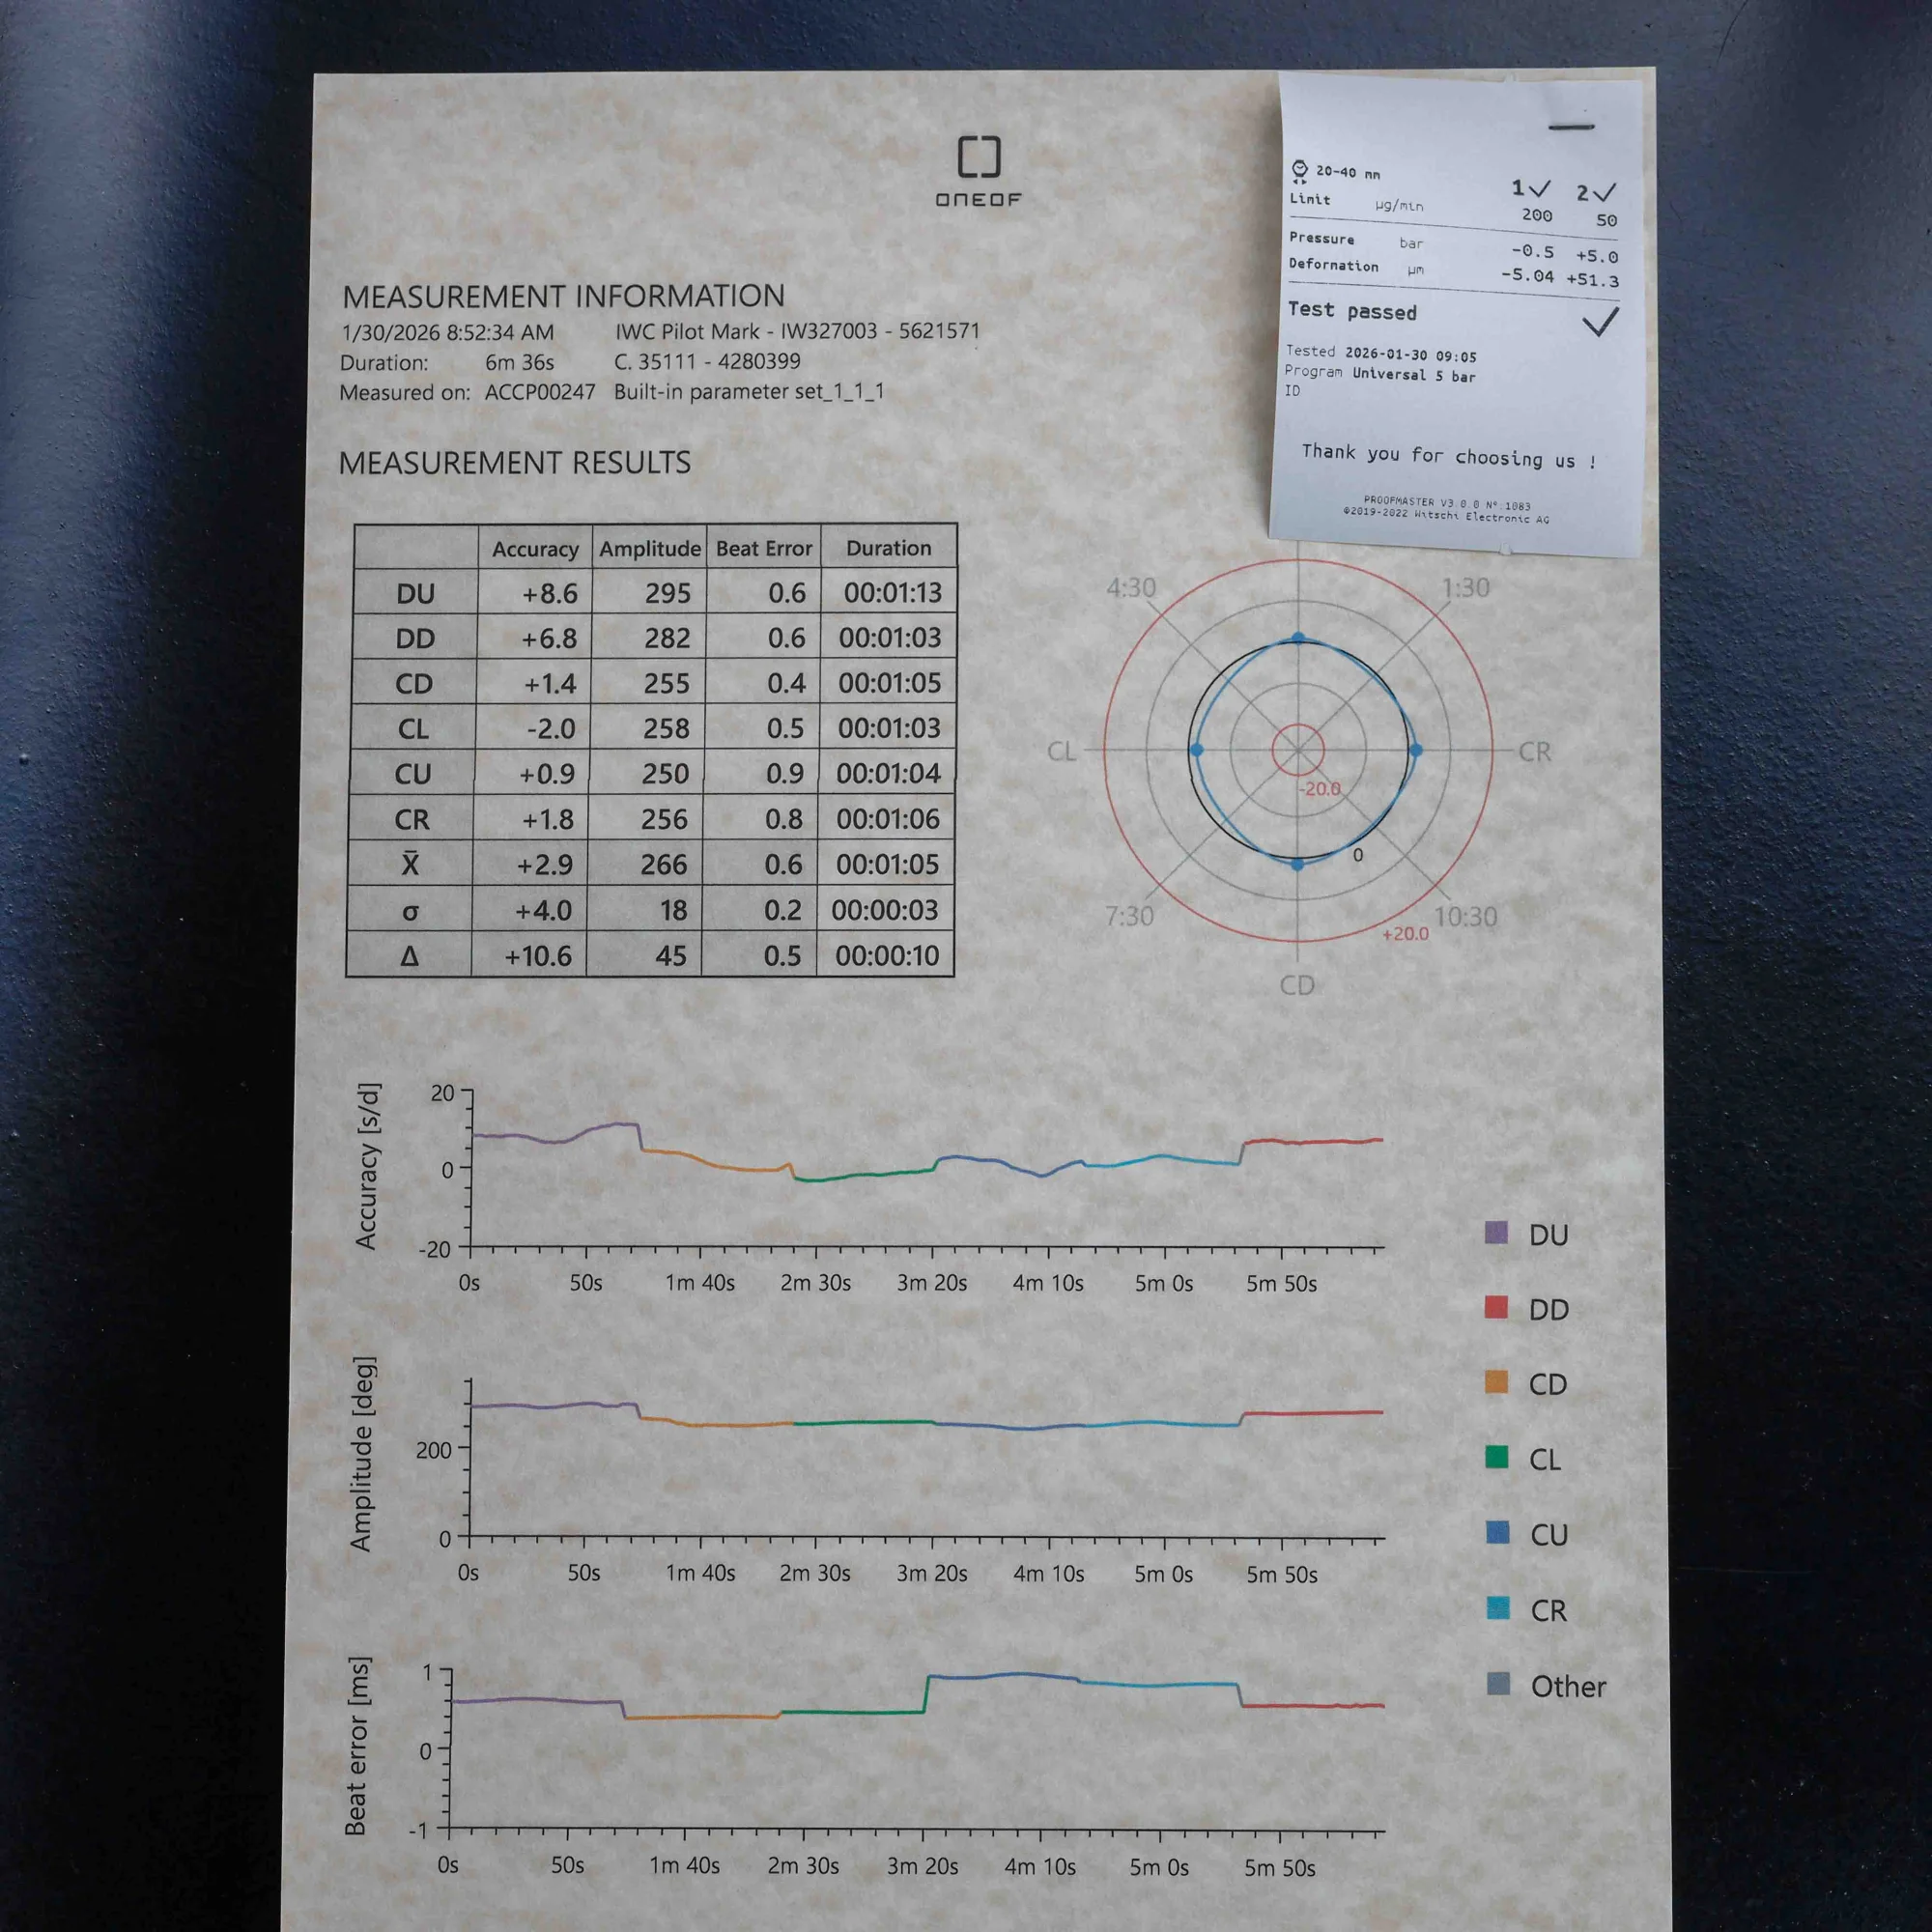 ONEOF
20-40 mm
1✓ 2✓
Limit µg/min 200 50
Pressure bar -0.5 +5.0
Deformation µm -5.04 +51.3
Test passed ✓
Tested 2026-01-30 09:05
Program Universal 5 bar
ID
Thank you for choosing us !
PROOFMASTER V3.0.0 N°:1083
©2019-2022 Witschi Electronic AG
MEASUREMENT INFORMATION
1/30/2026 8:52:34 AM IWC Pilot Mark - IW327003 - 5621571
Duration: 6m 36s C. 35111 - 4280399
Measured on: ACCP00247 Built-in parameter set_1_1_1
MEASUREMENT RESULTS
Accuracy Amplitude Beat Error Duration
DU +8.6 295 0.6 00:01:13
DD +6.8 282 0.6 00:01:03
CD +1.4 255 0.4 00:01:05
CL -2.0 258 0.5 00:01:03
CU +0.9 250 0.9 00:01:04
CR +1.8 256 0.8 00:01:06
X̄ +2.9 266 0.6 00:01:05
σ +4.0 18 0.2 00:00:03
Δ +10.6 45 0.5 00:00:10
4:30 1:30
CL CR
-20.0
0
7:30 10:30
+20.0
CD
Accuracy [s/d]
20
0
-20
0s 50s 1m 40s 2m 30s 3m 20s 4m 10s 5m 0s 5m 50s
Amplitude [deg]
200
0
0s 50s 1m 40s 2m 30s 3m 20s 4m 10s 5m 0s 5m 50s
Beat error [ms]
1
0
-1
0s 50s 1m 40s 2m 30s 3m 20s 4m 10s 5m 0s 5m 50s
DU
DD
CD
CL
CU
CR
Other